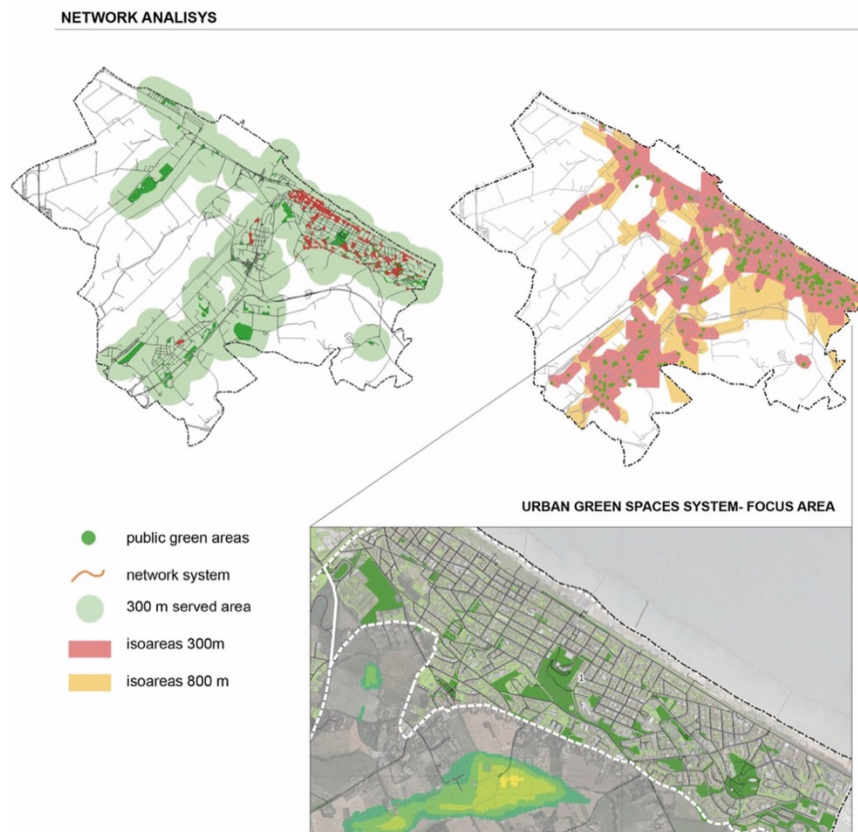 NETWORK ANALISYS
URBAN GREEN SPACES SYSTEM- FOCUS AREA
public green areas
network system
300 m served area
isoareas 300m
isoareas 800 m
1